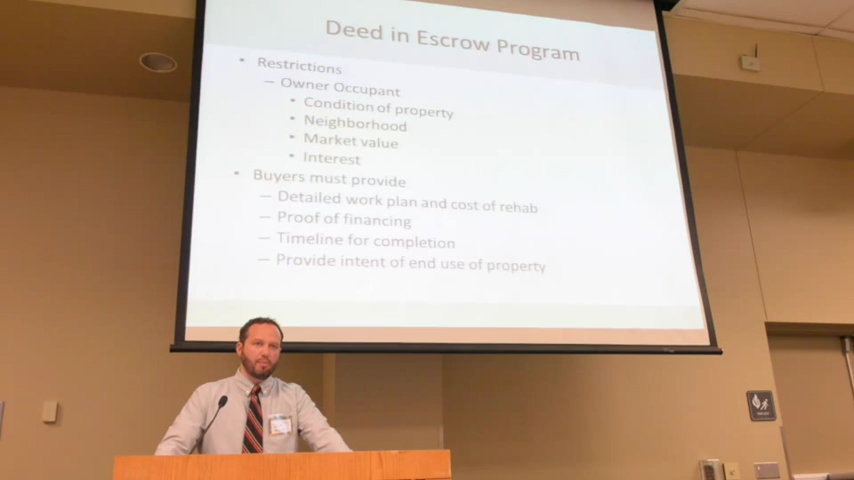 Deed in Escrow Program
• Restrictions
– Owner Occupant
• Condition of property
• Neighborhood
• Market value
• Interest
• Buyers must provide
– Detailed work plan and cost of rehab
– Proof of financing
– Timeline for completion
– Provide intent of end use of property